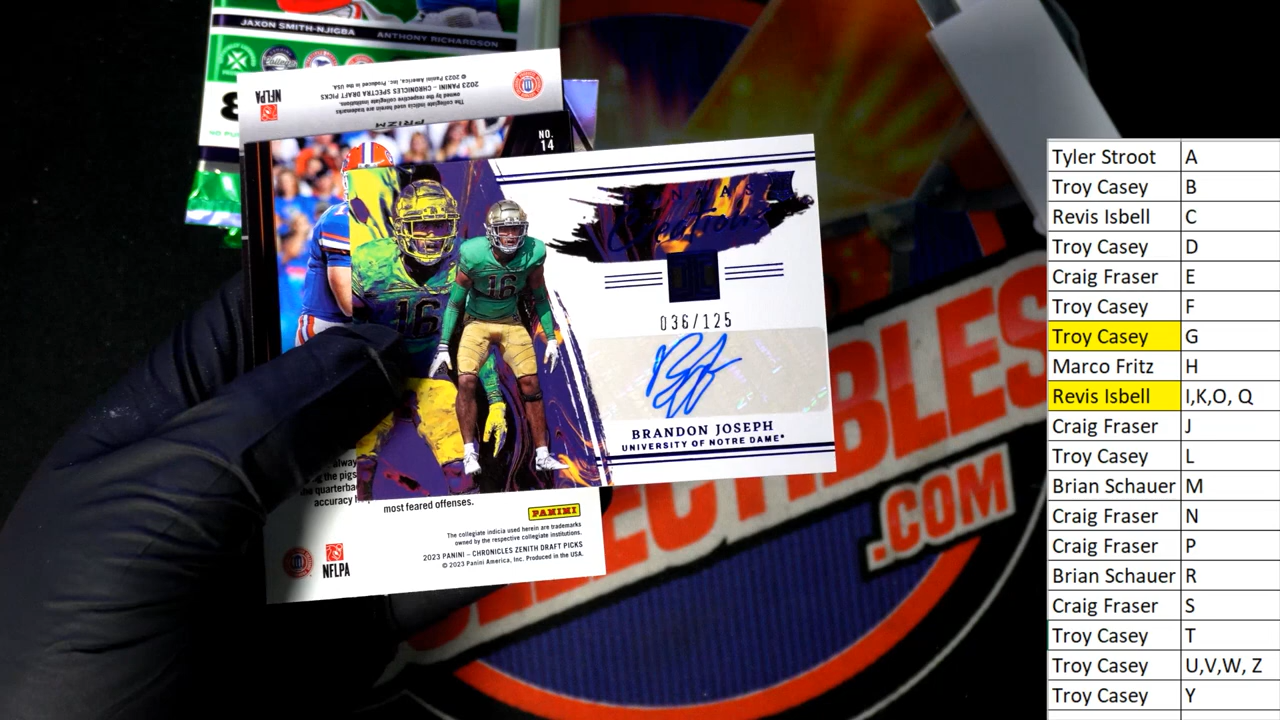 JAXON SMITH-NJIGBA ANTHONY RICHARDSON
NFLPA
The collegiate indicia used herein are trademarks
owned by the respective collegiate institutions.
2023 PANINI – CHRONICLES SPECTRA DRAFT PICKS
© 2023 Panini America, Inc. Produced in the USA.
PRIZM
NO.
14
16
16
036/125
BRANDON JOSEPH
UNIVERSITY OF NOTRE DAME®
most feared offenses.
PANINI
The collegiate indicia used herein are trademarks
owned by the respective collegiate institutions.
2023 PANINI – CHRONICLES ZENITH DRAFT PICKS
© 2023 Panini America, Inc. Produced in the USA.
NFLPA
.COM
Tyler Stroot A
Troy Casey B
Revis Isbell C
Troy Casey D
Craig Fraser E
Troy Casey F
Troy Casey G
Marco Fritz H
Revis Isbell I,K,O, Q
Craig Fraser J
Troy Casey L
Brian Schauer M
Craig Fraser N
Craig Fraser P
Brian Schauer R
Craig Fraser S
Troy Casey T
Troy Casey U,V,W, Z
Troy Casey Y